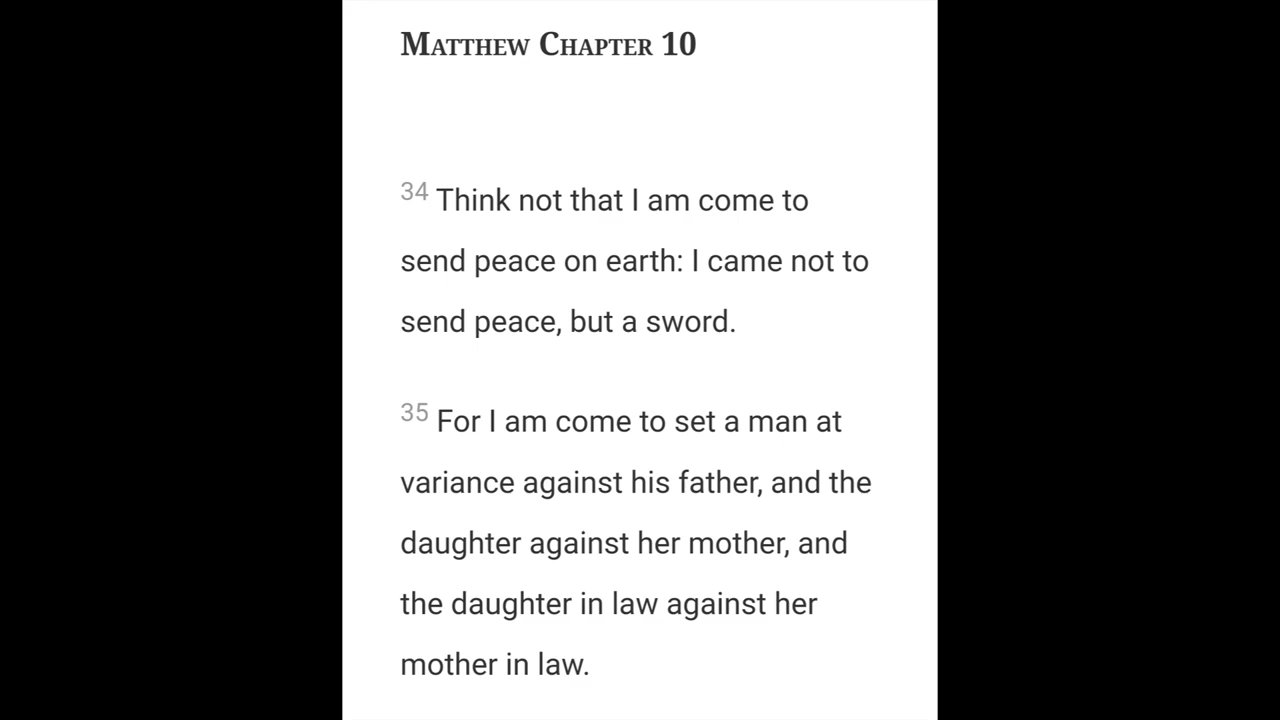 Matthew Chapter 10
34 Think not that I am come to
send peace on earth: I came not to
send peace, but a sword.
35 For I am come to set a man at
variance against his father, and the
daughter against her mother, and
the daughter in law against her
mother in law.